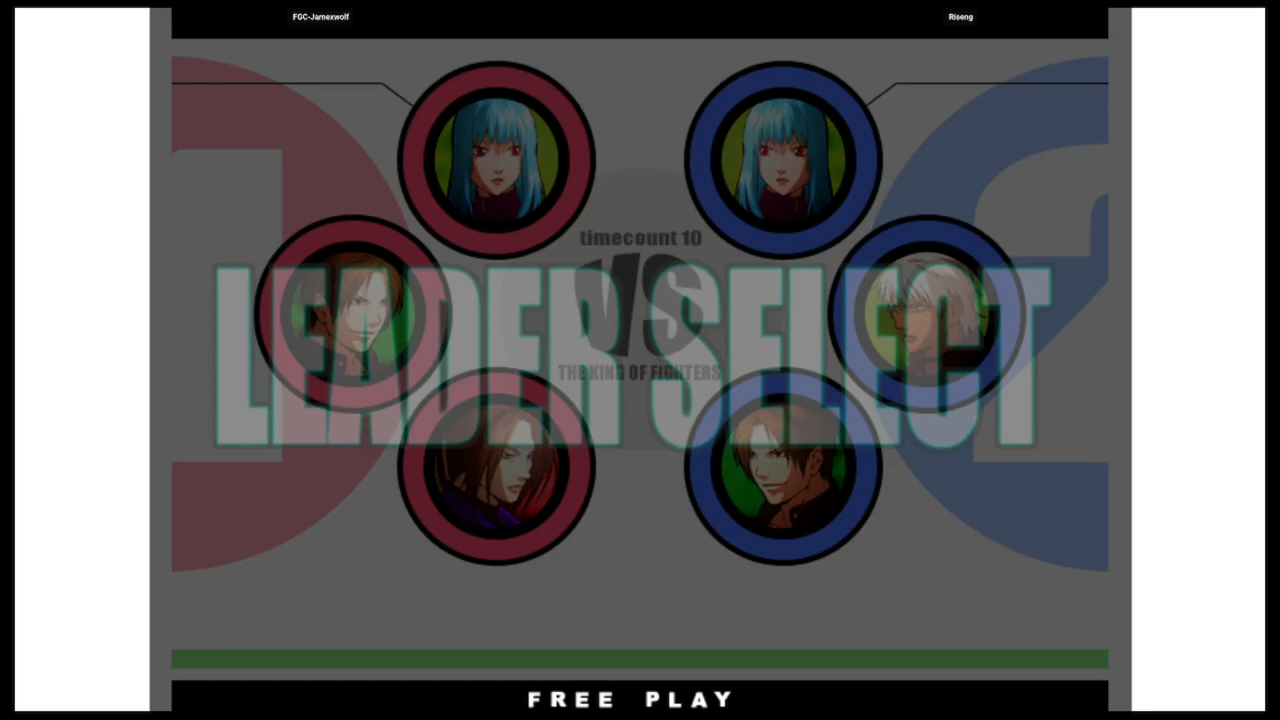 FGC-Jamexwolf
Riseng
timecount 10
VS
LEADER SELECT
THE KING OF FIGHTERS
FREE PLAY